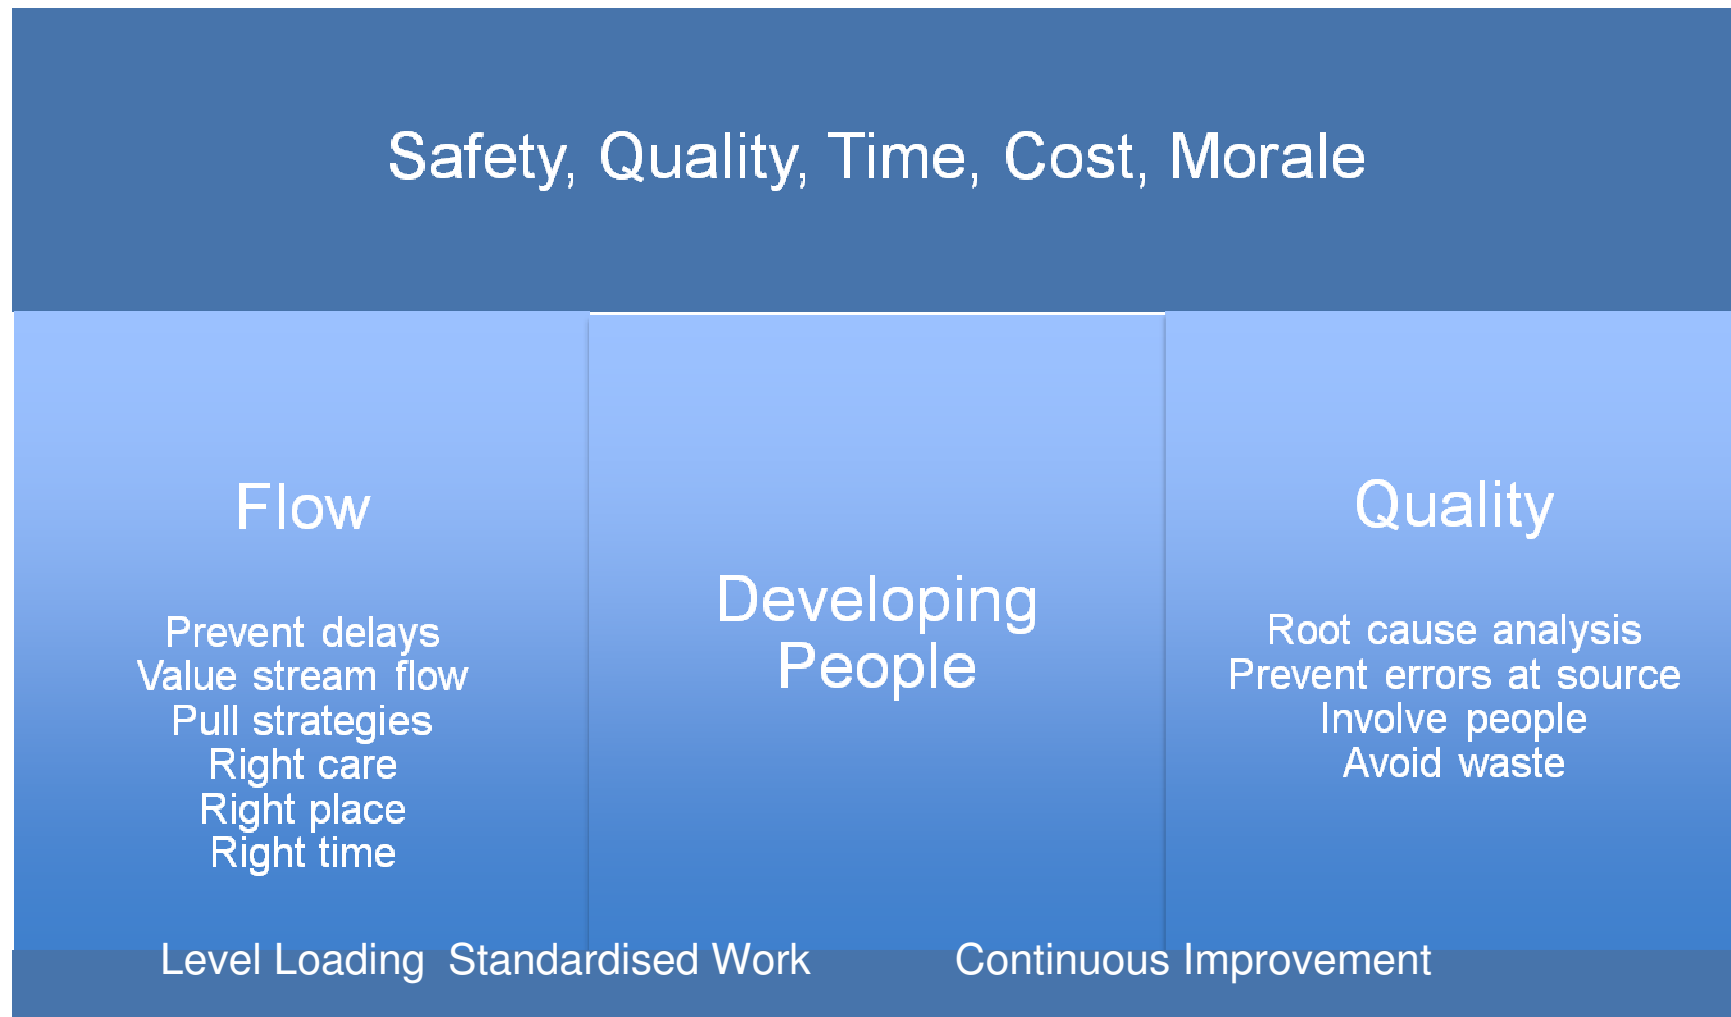 Safety, Quality, Time, Cost, Morale
Flow
Prevent delays
Value stream flow
Pull strategies
Right care
Right place
Right time
Developing
People
Quality
Root cause analysis
Prevent errors at source
Involve people
Avoid waste
Level Loading Standardised Work Continuous Improvement